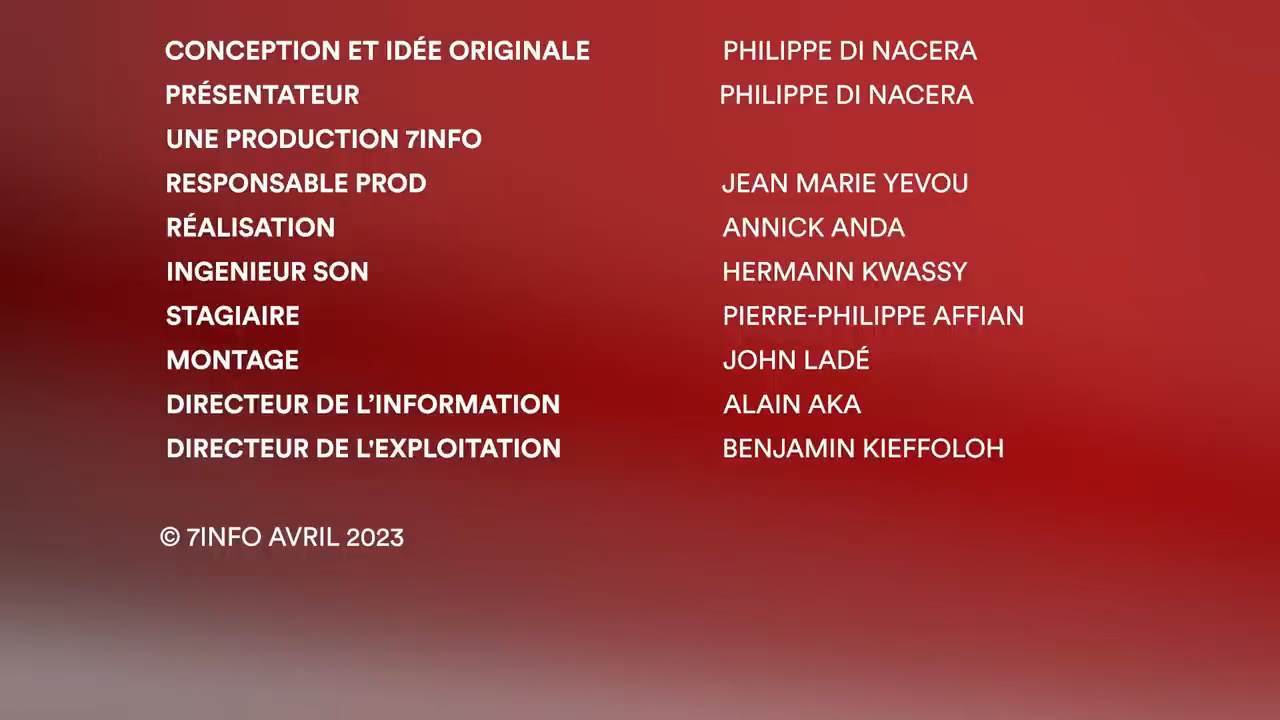 CONCEPTION ET IDÉE ORIGINALE PHILIPPE DI NACERA
PRÉSENTATEUR PHILIPPE DI NACERA
UNE PRODUCTION 7INFO
RESPONSABLE PROD JEAN MARIE YEVOU
RÉALISATION ANNICK ANDA
INGENIEUR SON HERMANN KWASSY
STAGIAIRE PIERRE-PHILIPPE AFFIAN
MONTAGE JOHN LADÉ
DIRECTEUR DE L’INFORMATION ALAIN AKA
DIRECTEUR DE L'EXPLOITATION BENJAMIN KIEFFOLOH
© 7INFO AVRIL 2023